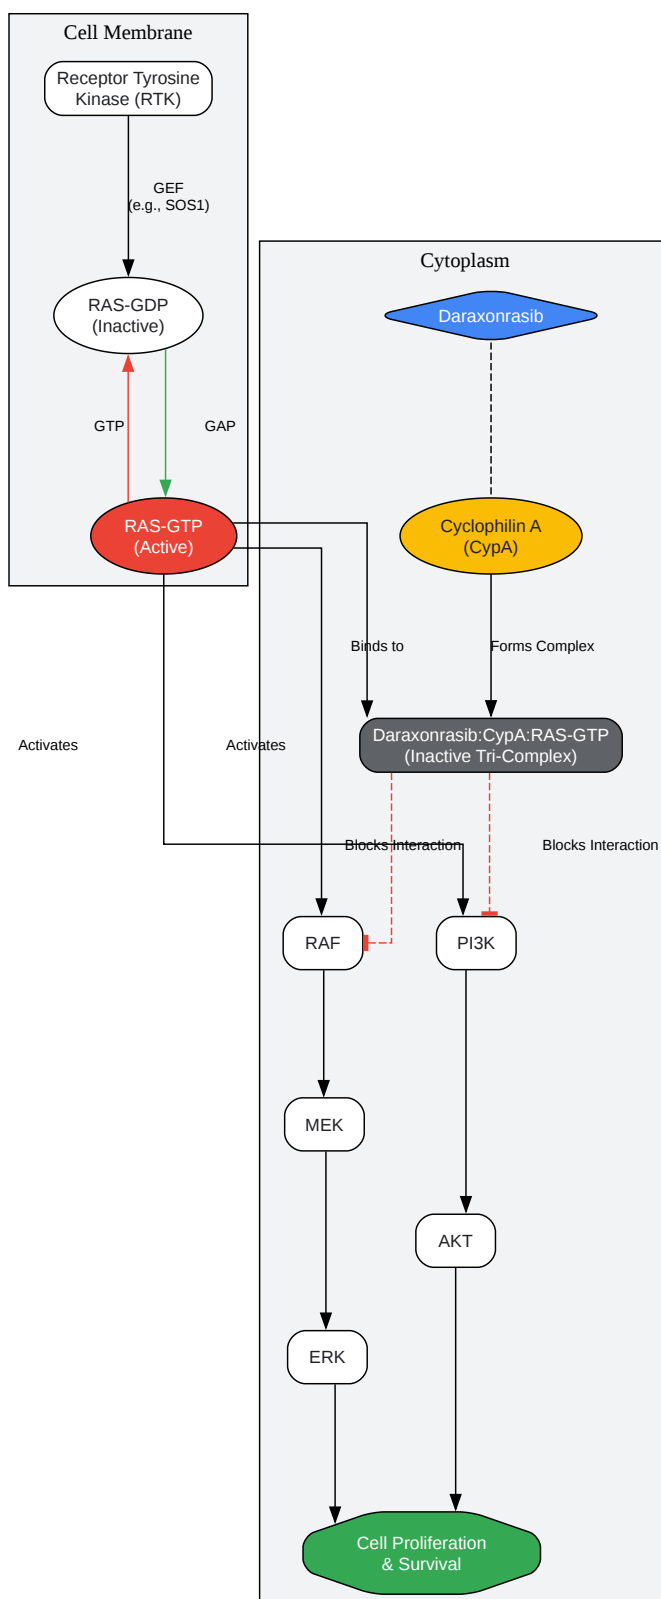 Cell Membrane
Receptor Tyrosine
Kinase (RTK)
GEF
(e.g., SOS1)
Cytoplasm
RAS-GDP
(Inactive)
Daraxonrasib
GTP
GAP
RAS-GTP
(Active)
Cyclophilin A
(CypA)
Binds to
Forms Complex
Activates
Activates
Daraxonrasib:CypA:RAS-GTP
(Inactive Tri-Complex)
Blocks Interaction
Blocks Interaction
RAF
PI3K
MEK
AKT
ERK
Cell Proliferation
& Survival